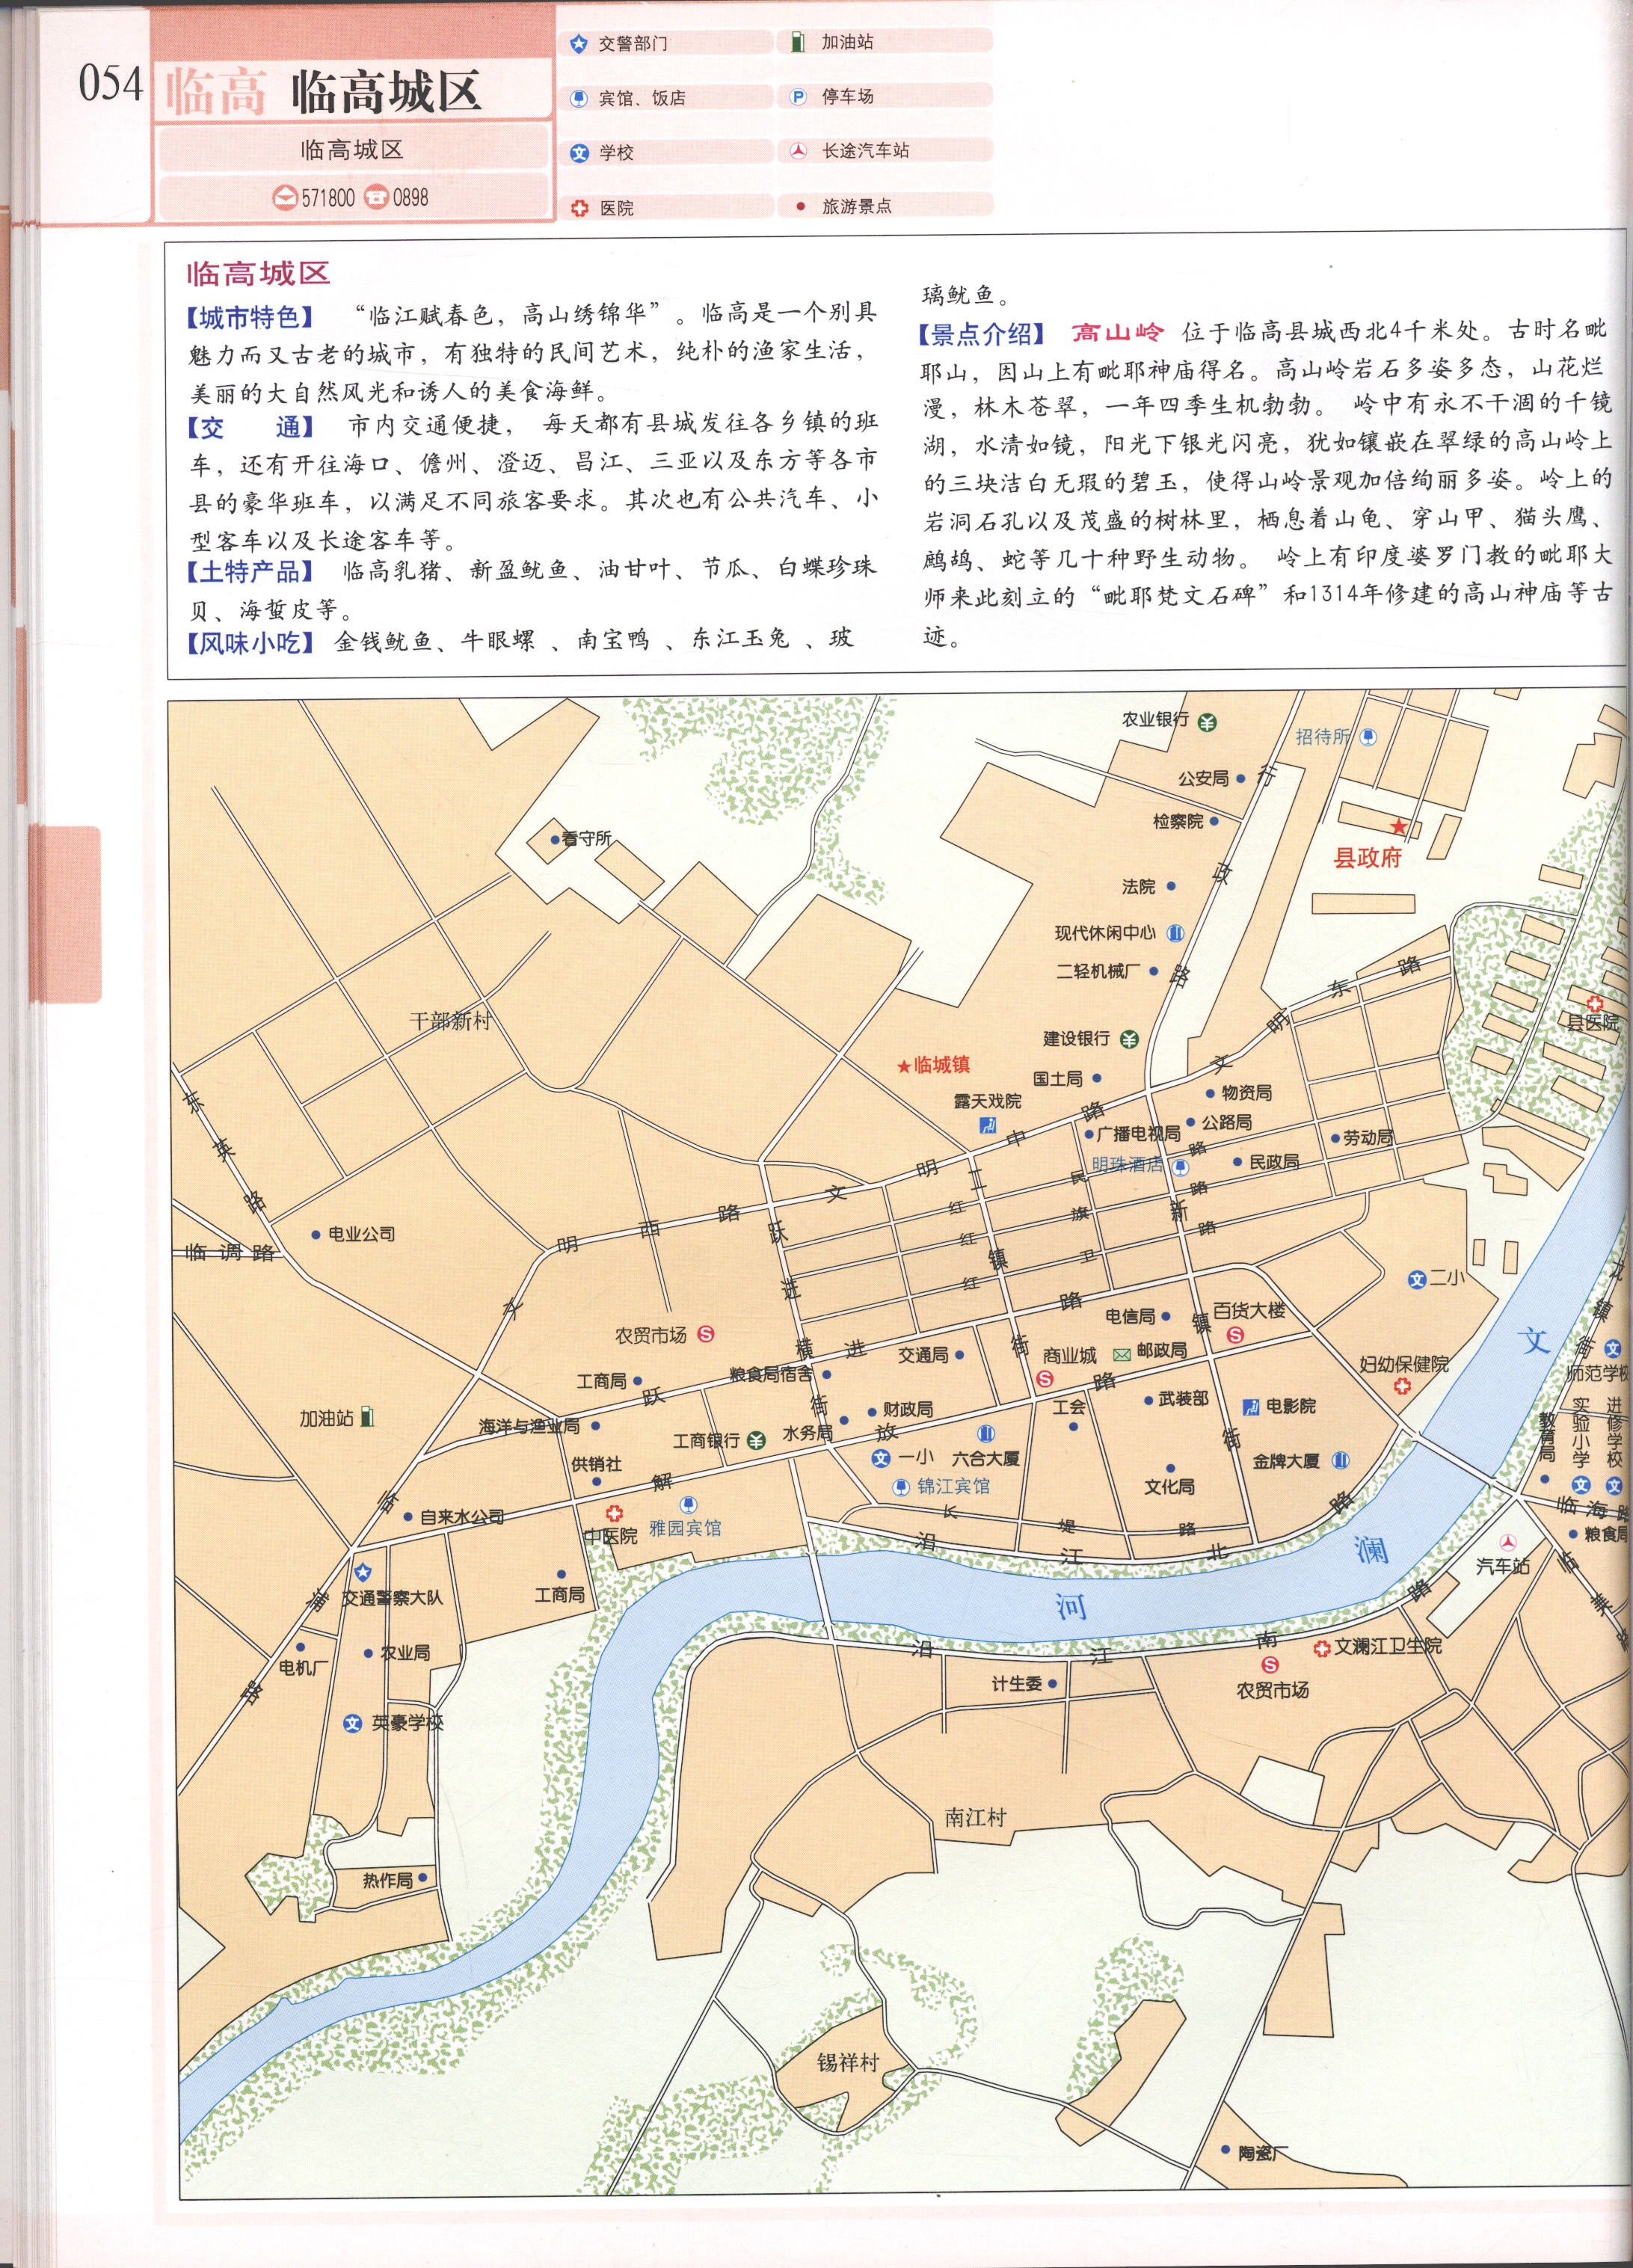 054
临高 临高城区
临高城区
571800 0898
交警部门
加油站
宾馆、饭店
停车场
学校
长途汽车站
医院
旅游景点
临高城区
【城市特色】 “临江赋春色，高山绣锦华”。临高是一个别具
魅力而又古老的城市，有独特的民间艺术，纯朴的渔家生活，
美丽的大自然风光和诱人的美食海鲜。
【交 通】 市内交通便捷， 每天都有县城发往各乡镇的班
车，还有开往海口、儋州、澄迈、昌江、三亚以及东方等各市
县的豪华班车，以满足不同旅客要求。其次也有公共汽车、小
型客车以及长途客车等。
【土特产品】 临高乳猪、新盈鱿鱼、油甘叶、节瓜、白蝶珍珠
贝、海蜇皮等。
【风味小吃】 金钱鱿鱼、牛眼螺 、南宝鸭 、东江玉兔 、玻
璃鱿鱼。
【景点介绍】 高山岭 位于临高县城西北4千米处。古时名毗
耶山，因山上有毗耶神庙得名。高山岭岩石多姿多态，山花烂
漫，林木苍翠，一年四季生机勃勃。 岭中有永不干涸的千镜
湖，水清如镜，阳光下银光闪亮，犹如镶嵌在翠绿的高山岭上
的三块洁白无瑕的碧玉，使得山岭景观加倍绚丽多姿。岭上的
岩洞石孔以及茂盛的树林里，栖息着山龟、穿山甲、猫头鹰、
鹧鸪、蛇等几十种野生动物。 岭上有印度婆罗门教的毗耶大
师来此刻立的“毗耶梵文石碑”和1314年修建的高山神庙等古
迹。
农业银行
招待所
公安局
行政路
检察院
看守所
县政府
法院
现代休闲中心
二轻机械厂
文明东路
县医院
干部新村
建设银行
临城镇
国土局
露天戏院
物资局
公路局
广播电视局
劳动局
明珠酒店
民政局
东英路
文明中路
文明西路
电业公司
临调路
跃进横街
红民路
红旗路
红卫路
二镇街
新镇街
二小
龙镇街
农贸市场
电信局
百货大楼
文澜河
交通局
商业城
邮政局
师范学校
妇幼保健院
粮食局宿舍
工商局
跃进路
武装部
电影院
工会
教育局
实验小学
进修学校
加油站
海洋与渔业局
财政局
工商银行
水务局
解放路
一小
六合大厦
金牌大厦
供销社
锦江宾馆
文化局
临海路
自来水公司
中医院
雅园宾馆
长堤路
沿江北路
粮食局
汽车站
交通警察大队
工商局
临美路
电机厂
农业局
沿江南路
文澜江卫生院
计生委
农贸市场
英豪学校
南江村
热作局
锡祥村
陶瓷厂